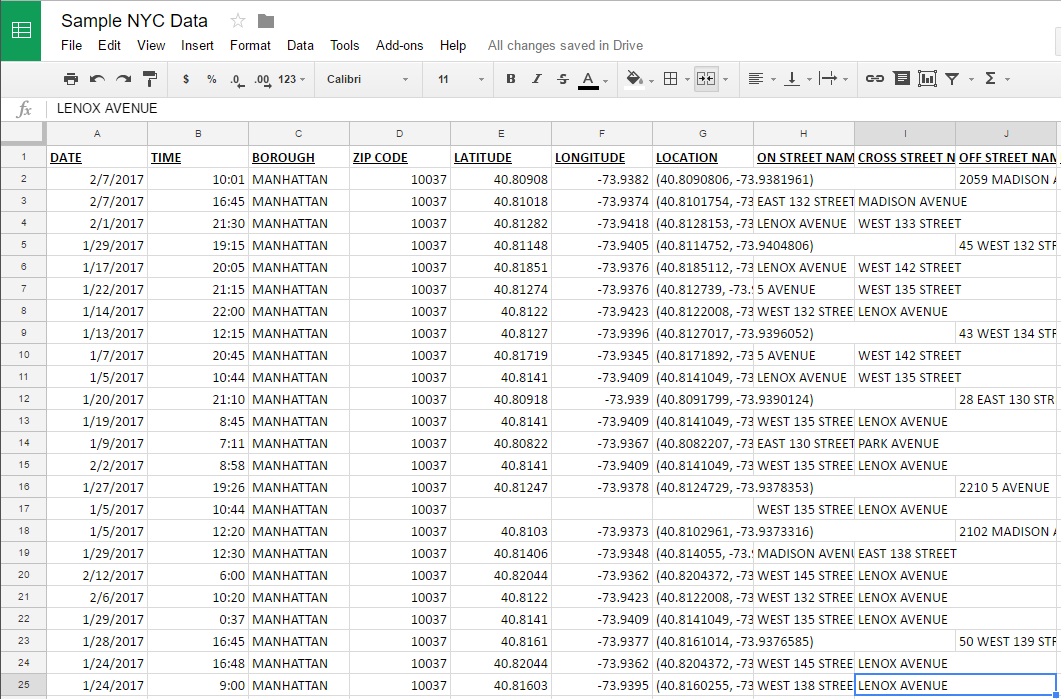 Sample NYC Data
File Edit View Insert Format Data Tools Add-ons Help All changes saved in Drive
$ % .0 .00 123 Calibri 11 B I S A Σ
fx LENOX AVENUE
A B C D E F G H I J
1 DATE TIME BOROUGH ZIP CODE LATITUDE LONGITUDE LOCATION ON STREET NAM CROSS STREET N OFF STREET NAM
2 2/7/2017 10:01 MANHATTAN 10037 40.80908 -73.9382 (40.8090806, -73.9381961) 2059 MADISON A
3 2/7/2017 16:45 MANHATTAN 10037 40.81018 -73.9374 (40.8101754, -73 EAST 132 STREET MADISON AVENUE
4 2/1/2017 21:30 MANHATTAN 10037 40.81282 -73.9418 (40.8128153, -73 LENOX AVENUE WEST 133 STREET
5 1/29/2017 19:15 MANHATTAN 10037 40.81148 -73.9405 (40.8114752, -73.9404806) 45 WEST 132 STR
6 1/17/2017 20:05 MANHATTAN 10037 40.81851 -73.9376 (40.8185112, -73 LENOX AVENUE WEST 142 STREET
7 1/22/2017 21:15 MANHATTAN 10037 40.81274 -73.9376 (40.812739, -73.9 5 AVENUE WEST 135 STREET
8 1/14/2017 22:00 MANHATTAN 10037 40.8122 -73.9423 (40.8122008, -73 WEST 132 STREE LENOX AVENUE
9 1/13/2017 12:15 MANHATTAN 10037 40.8127 -73.9396 (40.8127017, -73.9396052) 43 WEST 134 STR
10 1/7/2017 20:45 MANHATTAN 10037 40.81719 -73.9345 (40.8171892, -73 5 AVENUE WEST 142 STREET
11 1/5/2017 10:44 MANHATTAN 10037 40.8141 -73.9409 (40.8141049, -73 LENOX AVENUE WEST 135 STREET
12 1/20/2017 21:10 MANHATTAN 10037 40.80918 -73.939 (40.8091799, -73.9390124) 28 EAST 130 STR
13 1/19/2017 8:45 MANHATTAN 10037 40.8141 -73.9409 (40.8141049, -73 WEST 135 STREE LENOX AVENUE
14 1/9/2017 7:11 MANHATTAN 10037 40.80822 -73.9367 (40.8082207, -73 EAST 130 STREET PARK AVENUE
15 2/2/2017 8:58 MANHATTAN 10037 40.8141 -73.9409 (40.8141049, -73 WEST 135 STREE LENOX AVENUE
16 1/27/2017 19:26 MANHATTAN 10037 40.81247 -73.9378 (40.8124729, -73.9378353) 2210 5 AVENUE
17 1/5/2017 10:44 MANHATTAN 10037 WEST 135 STREE LENOX AVENUE
18 1/5/2017 12:20 MANHATTAN 10037 40.8103 -73.9373 (40.8102961, -73.9373316) 2102 MADISON A
19 1/29/2017 12:30 MANHATTAN 10037 40.81406 -73.9348 (40.814055, -73.9 MADISON AVENU EAST 138 STREET
20 2/12/2017 6:00 MANHATTAN 10037 40.82044 -73.9362 (40.8204372, -73 WEST 145 STREE LENOX AVENUE
21 2/6/2017 10:20 MANHATTAN 10037 40.8122 -73.9423 (40.8122008, -73 WEST 132 STREE LENOX AVENUE
22 1/29/2017 0:37 MANHATTAN 10037 40.8141 -73.9409 (40.8141049, -73 WEST 135 STREE LENOX AVENUE
23 1/28/2017 16:45 MANHATTAN 10037 40.8161 -73.9377 (40.8161014, -73.9376585) 50 WEST 139 STR
24 1/24/2017 16:48 MANHATTAN 10037 40.82044 -73.9362 (40.8204372, -73 WEST 145 STREE LENOX AVENUE
25 1/24/2017 9:00 MANHATTAN 10037 40.81603 -73.9395 (40.8160255, -73 WEST 138 STREE LENOX AVENUE